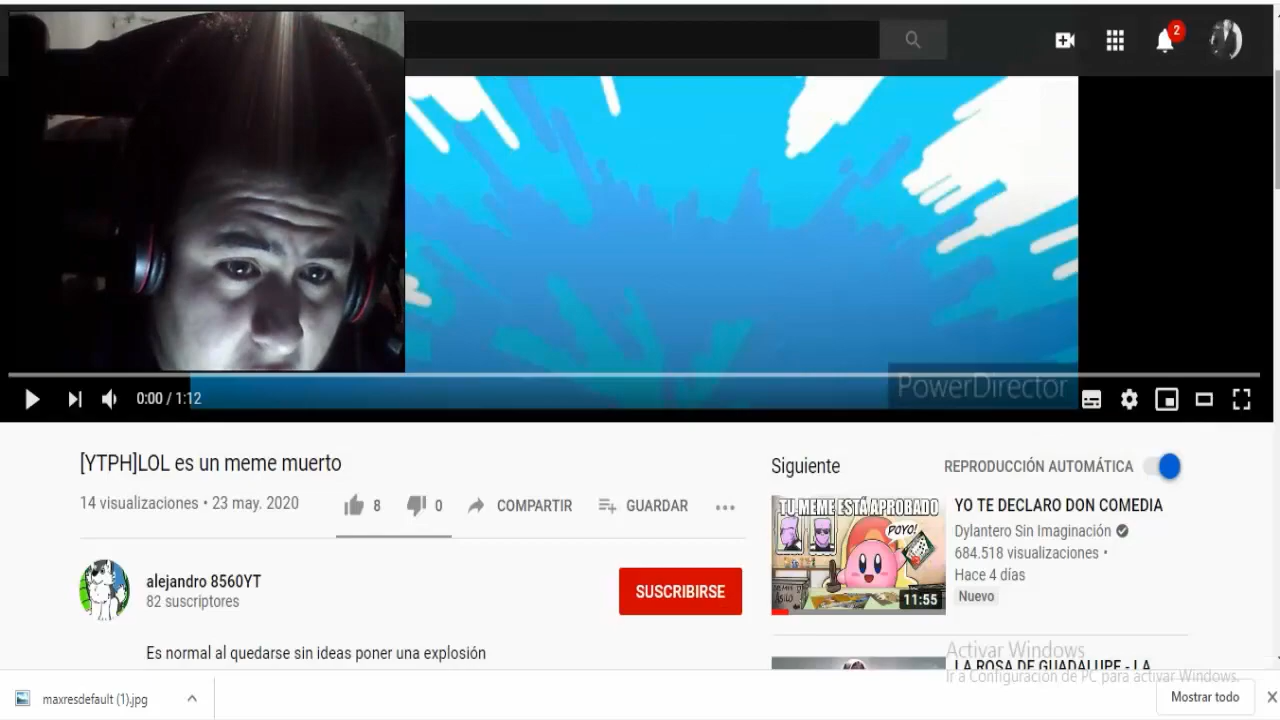 2
PowerDirector
0:00 / 1:12
[YTPH]LOL es un meme muerto
14 visualizaciones • 23 may. 2020
8
0
COMPARTIR
GUARDAR
alejandro 8560YT
82 suscriptores
SUSCRIBIRSE
Es normal al quedarse sin ideas poner una explosión
Siguiente
REPRODUCCIÓN AUTOMÁTICA
TU MEME ESTÁ APROBADO
POYO!
11:55
YO TE DECLARO DON COMEDIA
Dylantero Sin Imaginación
684.518 visualizaciones •
Hace 4 días
Nuevo
LA ROSA DE GUADALUPE - LA
Activar Windows
Ir a Configuración de PC para activar Windows.
maxresdefault (1).jpg
Mostrar todo